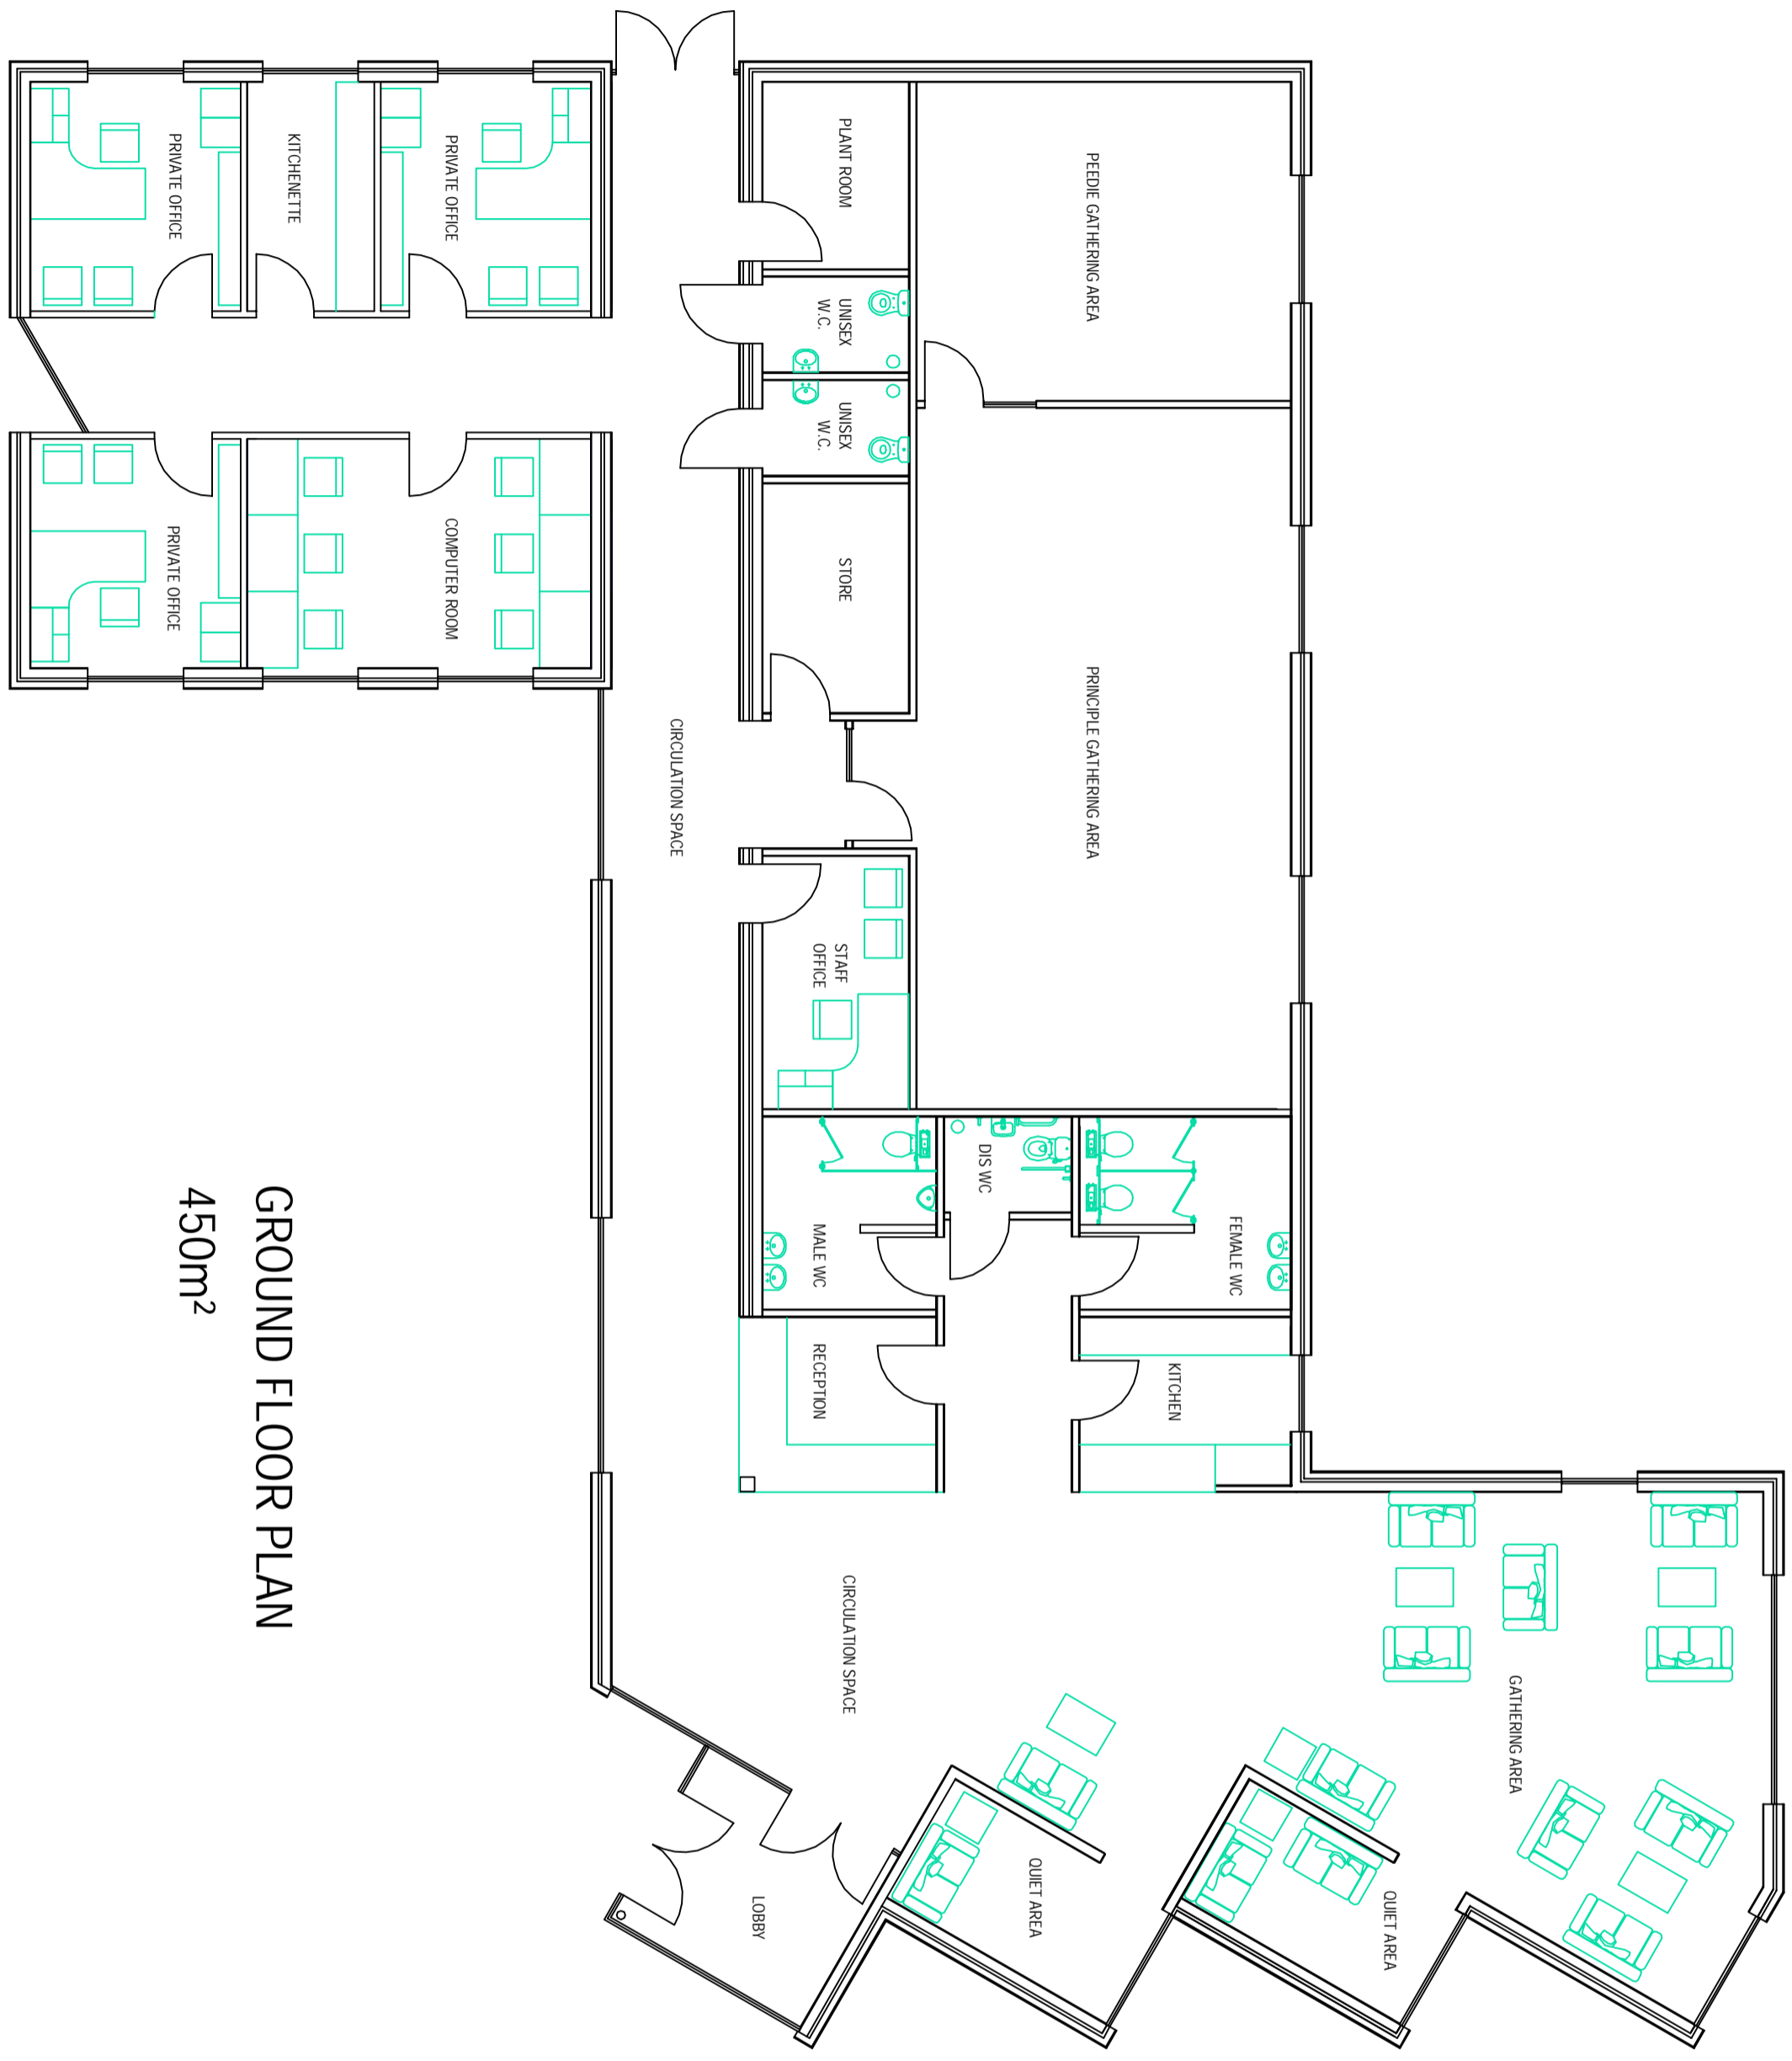 PRIVATE OFFICE
KITCHENETTE
PRIVATE OFFICE
PLANT ROOM
PEEDIE GATHERING AREA
UNISEX
W.C.
UNISEX
W.C.
PRIVATE OFFICE
COMPUTER ROOM
STORE
CIRCULATION SPACE
PRINCIPLE GATHERING AREA
STAFF
OFFICE
DIS WC
MALE WC
FEMALE WC
RECEPTION
KITCHEN
GROUND FLOOR PLAN
450m²
CIRCULATION SPACE
GATHERING AREA
LOBBY
QUIET AREA
QUIET AREA